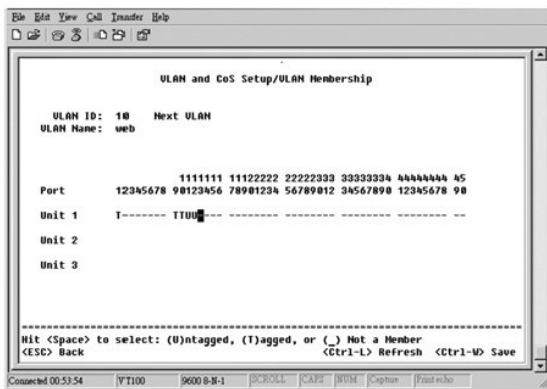 File Edit View Call Transfer Help
VLAN and CoS Setup/VLAN Membership
VLAN ID: 10 Next VLAN
VLAN Name: web
1111111 11122222 22222333 33333334 44444444 45
Port 12345678 90123456 78901234 56789012 34567890 12345678 90
Unit 1 T------- TTUU---- -------- -------- -------- -------- --
Unit 2
Unit 3
Hit <Space> to select: (U)ntagged, (T)agged, or (_) Not a Member
<ESC> Back <Ctrl-L> Refresh <Ctrl-W> Save
Connected 00:53:54 VT100 9600 8-N-1 SCROLL CAPS NUM Capture Print echo